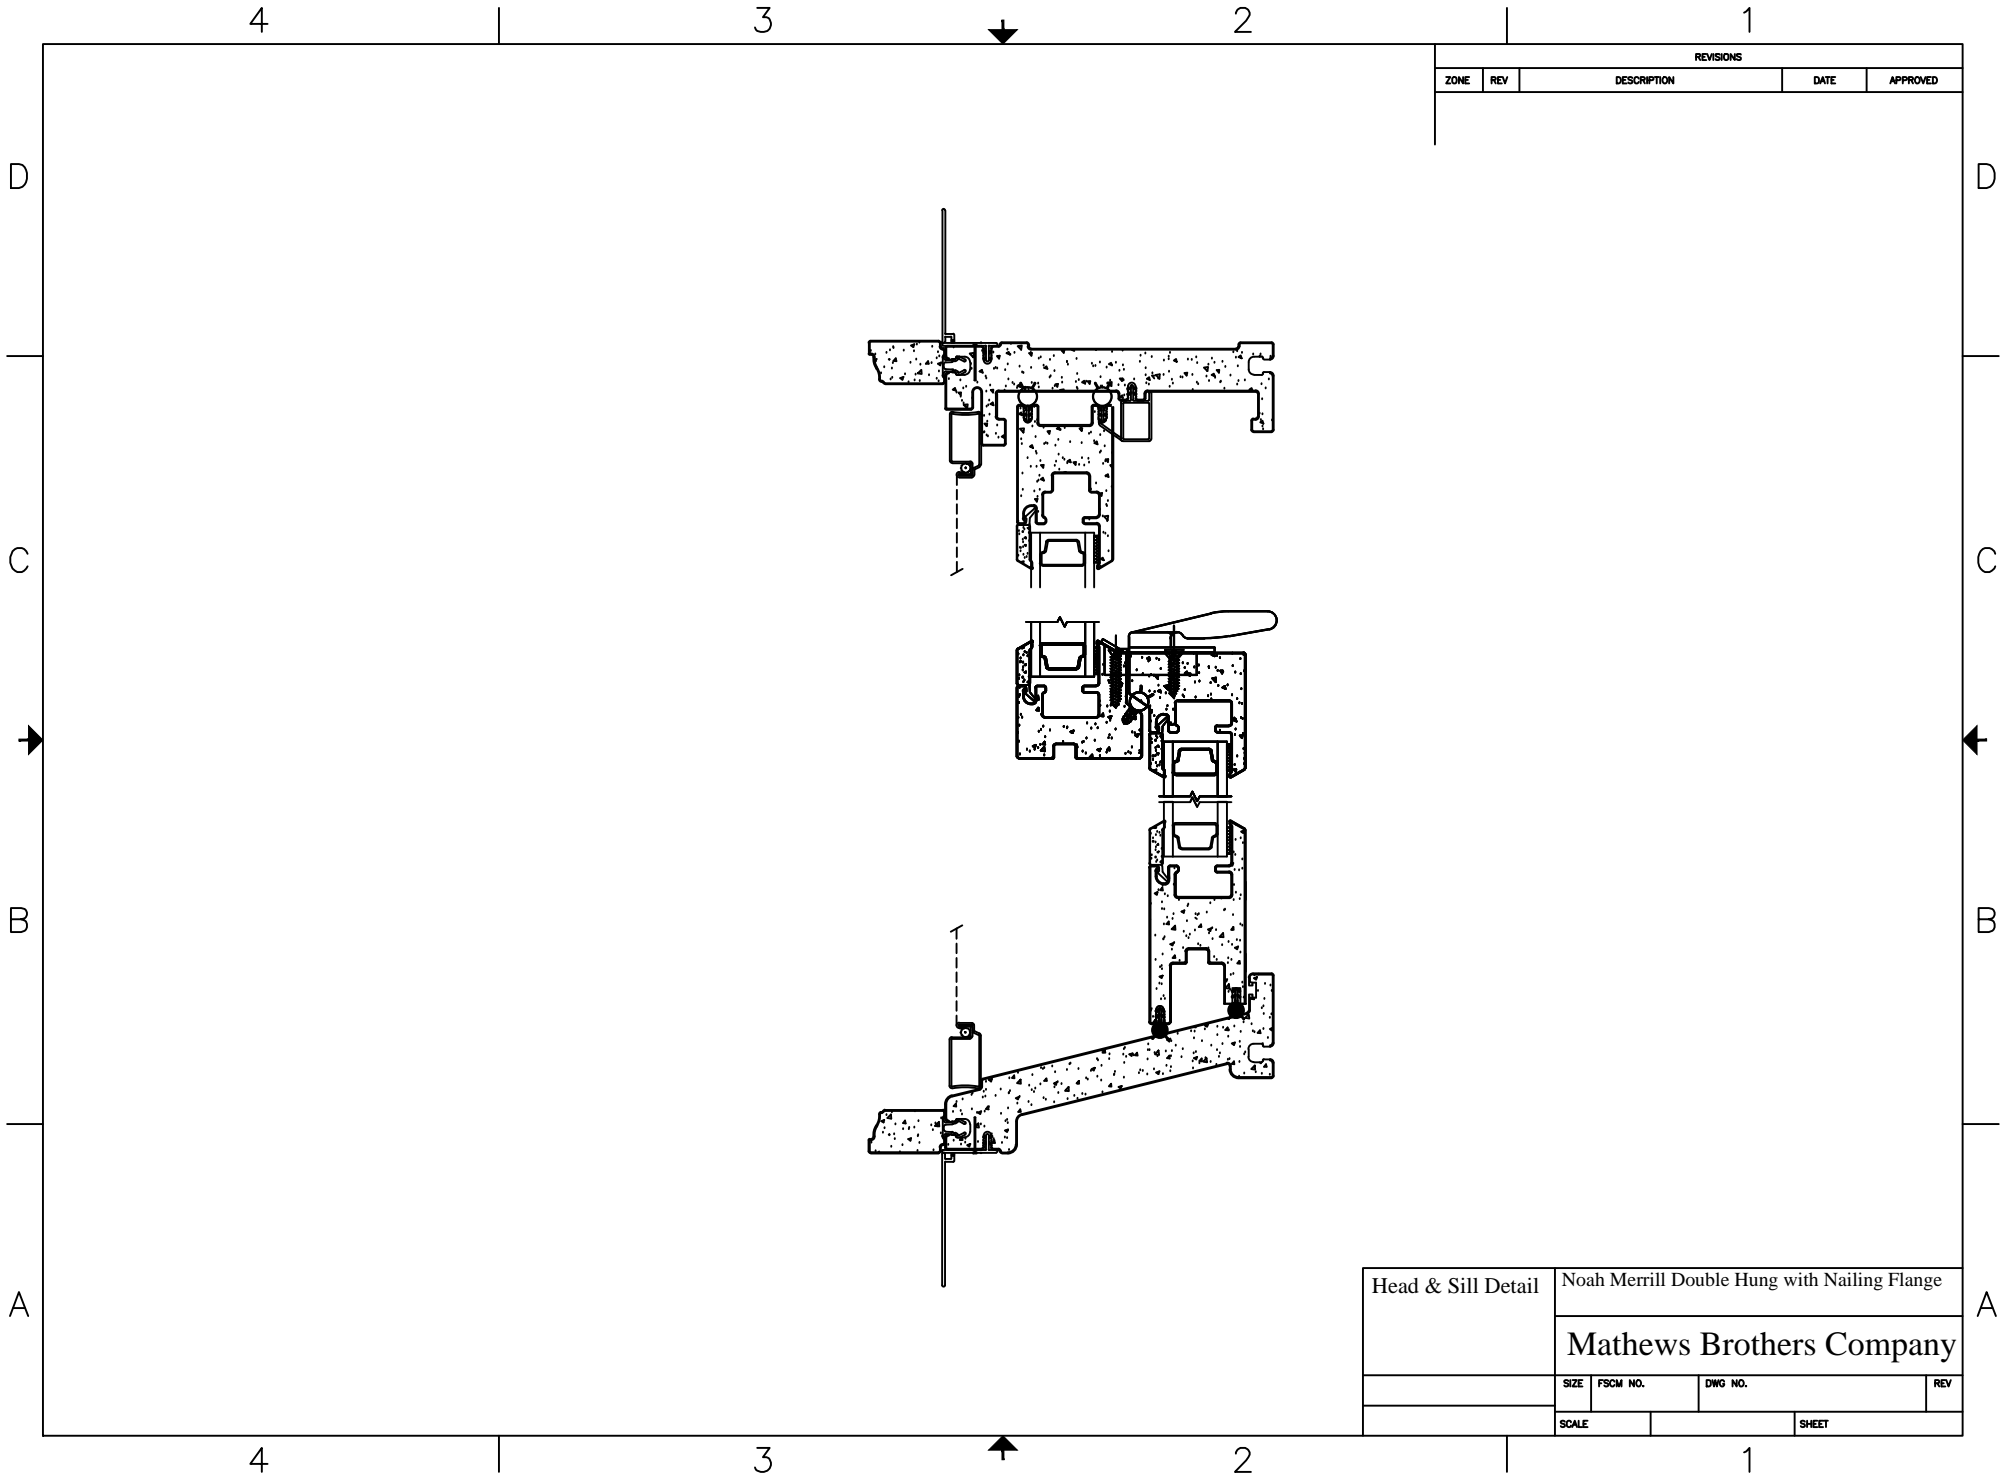 4 3 2 1
REVISIONS
ZONE REV DESCRIPTION DATE APPROVED
D D
C C
B B
A A
Head & Sill Detail
Noah Merrill Double Hung with Nailing Flange
Mathews Brothers Company
SIZE FSCM NO. DWG NO. REV
SCALE SHEET
4 3 2 1